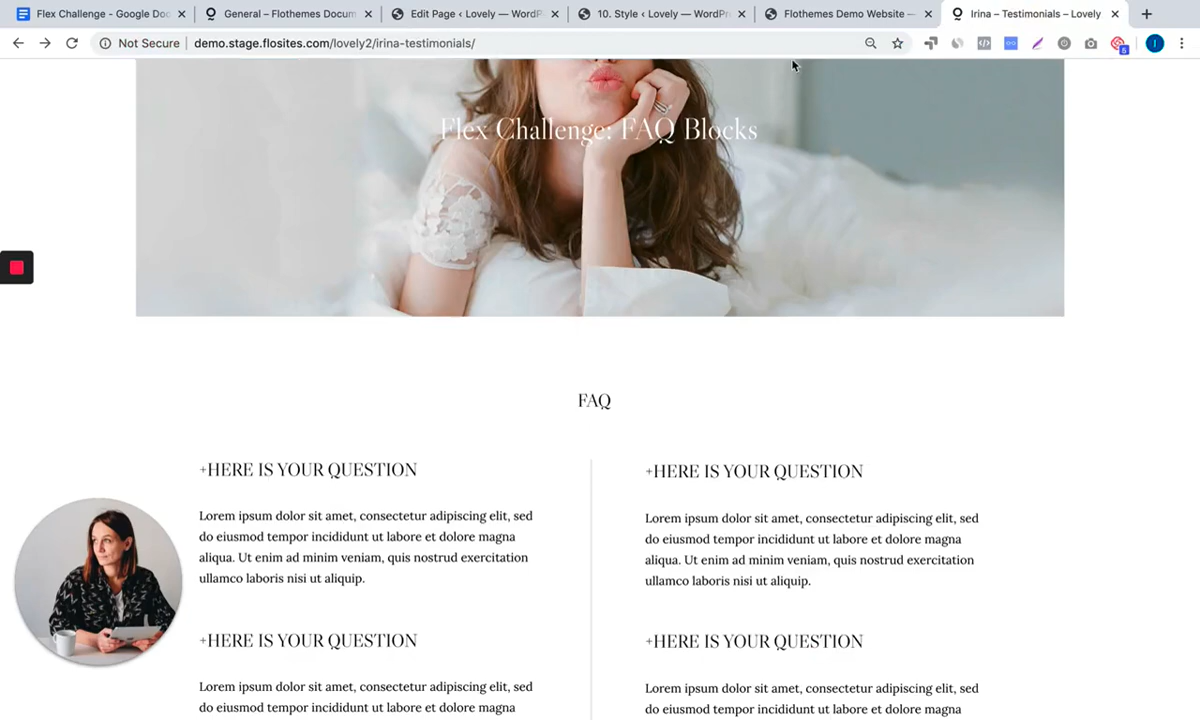 Flex Challenge - Google Doc
General – Flothemes Docum
Edit Page ‹ Lovely — WordP
10. Style ‹ Lovely — WordPr
Flothemes Demo Website —
Irina – Testimonials – Lovely
Not Secure
demo.stage.flosites.com/lovely2/irina-testimonials/
5
I
Flex Challenge: FAQ Blocks
FAQ
+HERE IS YOUR QUESTION
Lorem ipsum dolor sit amet, consectetur adipiscing elit, sed
do eiusmod tempor incididunt ut labore et dolore magna
aliqua. Ut enim ad minim veniam, quis nostrud exercitation
ullamco laboris nisi ut aliquip.
+HERE IS YOUR QUESTION
Lorem ipsum dolor sit amet, consectetur adipiscing elit, sed
do eiusmod tempor incididunt ut labore et dolore magna
+HERE IS YOUR QUESTION
Lorem ipsum dolor sit amet, consectetur adipiscing elit, sed
do eiusmod tempor incididunt ut labore et dolore magna
aliqua. Ut enim ad minim veniam, quis nostrud exercitation
ullamco laboris nisi ut aliquip.
+HERE IS YOUR QUESTION
Lorem ipsum dolor sit amet, consectetur adipiscing elit, sed
do eiusmod tempor incididunt ut labore et dolore magna